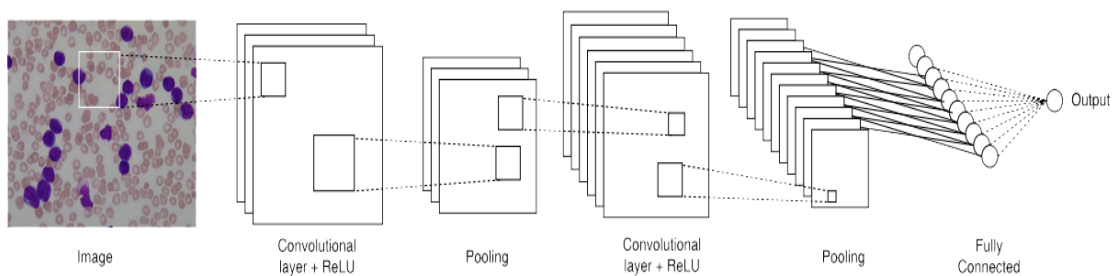 Output
Image
Convolutional
layer + ReLU
Pooling
Convolutional
layer + ReLU
Pooling
Fully
Connected